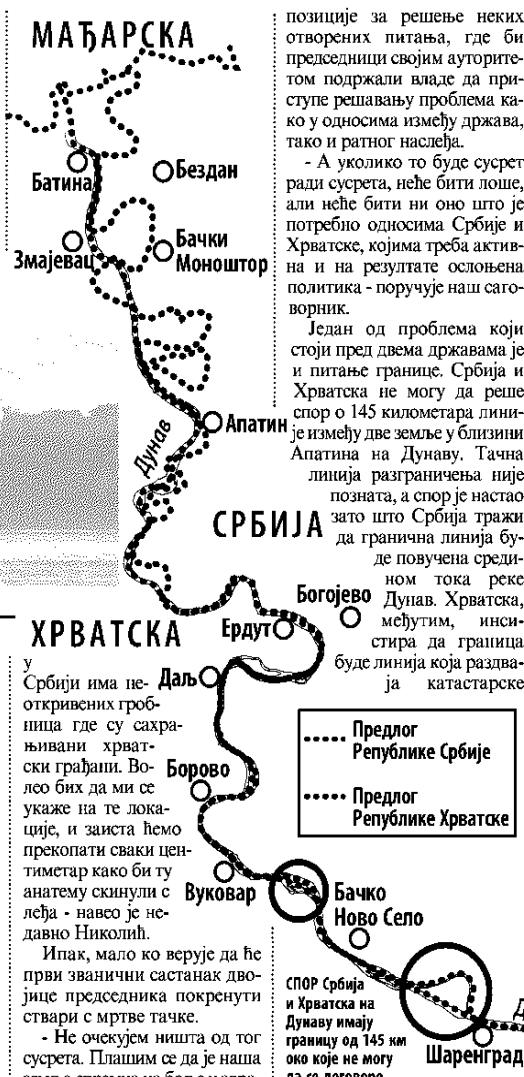 МАЂАРСКА
Батина
Бездан
Змајевац
Бачки
Моноштор
Дунав
Апатин
СРБИЈА
Богојево
Ердут
ХРВАТСКА
Даљ
Борово
Вуковар
Бачко
Ново Село
Шаренград
Предлог
Републике Србије
Предлог
Републике Хрватске
СПОР Србија
и Хрватска на
Дунаву имају
границу од 145 км
око које не могу
да се договоре
позиције за решење неких
отворених питања, где би
председници својим ауторите-
том подржали владе да при-
ступе решавању проблема ка-
ко у односима између држава,
тако и ратног наслеђа.
- А уколико то буде сусрет
ради сусрета, неће бити лоше,
али неће бити ни оно што је
потребно односима Србије и
Хрватске, којима треба актив-
на и на резултате ослоњена
политика - поручује наш саго-
ворник.
Један од проблема који
стоји пред двема државама је
и питање границе. Србија и
Хрватска не могу да реше
спор о 145 километара лини-
је између две земље у близини
Апатина на Дунаву. Тачна
линија разграничења није
позната, а спор је настао
зато што Србија тражи
да гранична линија бу-
де повучена среди-
ном тока реке
Дунав. Хрватска,
међутим, инси-
стира да граница
буде линија која раздва-
ја катастарске
у
Србији има не-
откривених гроб-
ница где су сахра-
њивани хрват-
ски грађани. Во-
лео бих да ми се
укаже на те лока-
ције, и заиста ћемо
прекопати сваки цен-
тиметар како би ту
анатему скинули с
леђа - навео је не-
давно Николић.
Ипак, мало ко верује да ће
први званични састанак дво-
јице председника покренути
ствари с мртве тачке.
- Не очекујем ништа од тог
сусрета. Плашим се да је наша